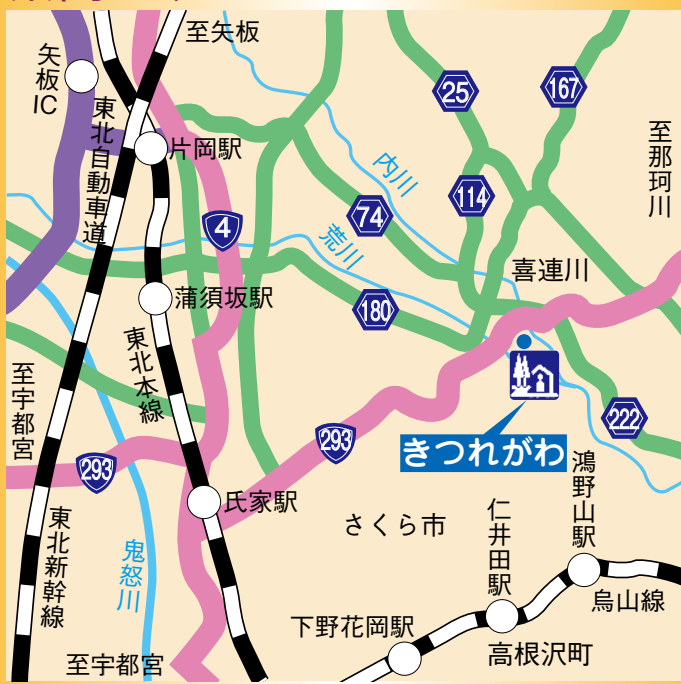 至矢板
矢板IC
東北自動車道
片岡駅
25
167
至那珂川
内川
114
74
4
荒川
喜連川
蒲須坂駅
180
東北本線
至宇都宮
きつれがわ
222
293
293
鴻野山駅
氏家駅
さくら市
仁井田駅
東北新幹線
鬼怒川
烏山線
下野花岡駅
高根沢町
至宇都宮